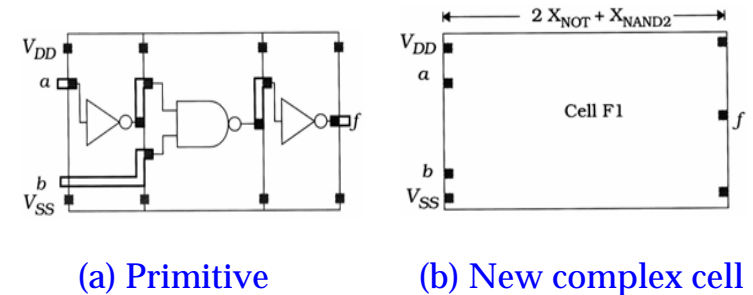 2 X_NOT + X_NAND2
V_DD
a
f
b
V_SS
V_DD
a
Cell F1
f
b
V_SS
(a) Primitive
(b) New complex cell